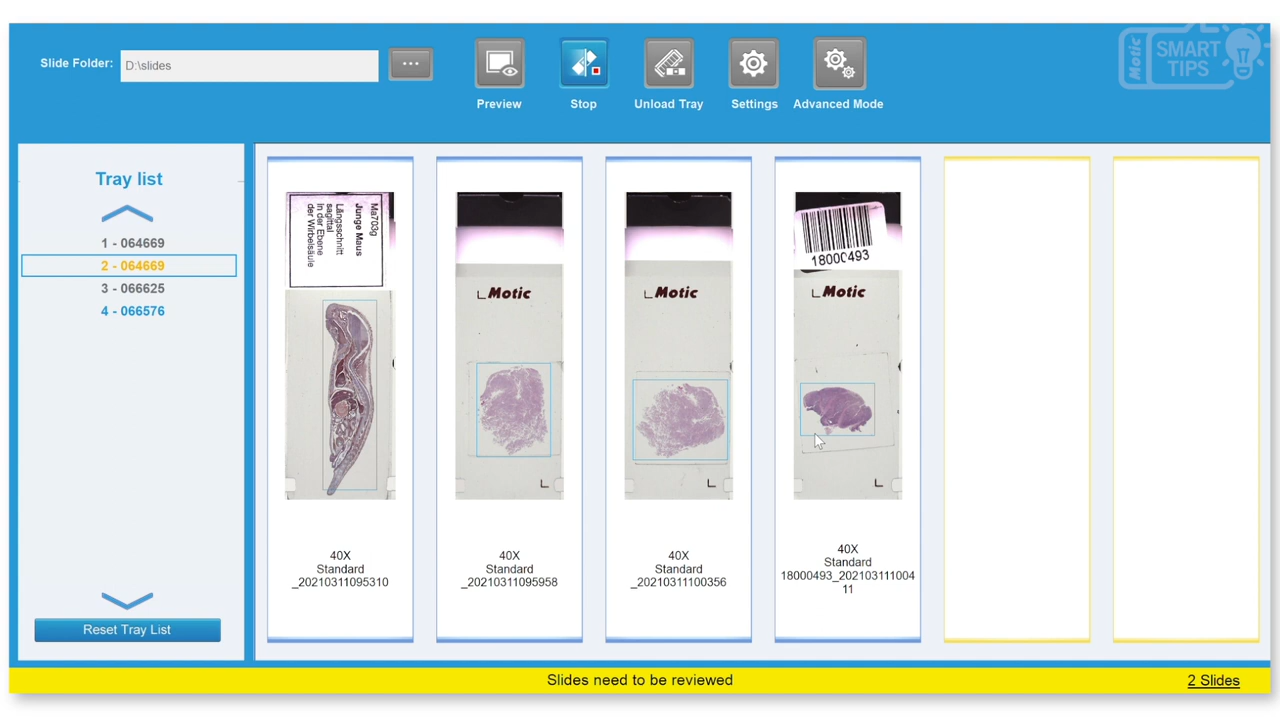 Slide Folder:
D:\slides
...
Preview
Stop
Unload Tray
Settings
Advanced Mode
Motic
SMART
TIPS
Tray list
1 - 064669
2 - 064669
3 - 066625
4 - 066576
Reset Tray List
Ma703g
Junge Maus
Längsschnitt
sagittal
In der Ebene
der Wirbelsäule
40X
Standard
_20210311095310
Motic
L
40X
Standard
_20210311095958
Motic
L
40X
Standard
_20210311100356
18000493
Motic
L
40X
Standard
18000493_202103111004
11
Slides need to be reviewed
2 Slides